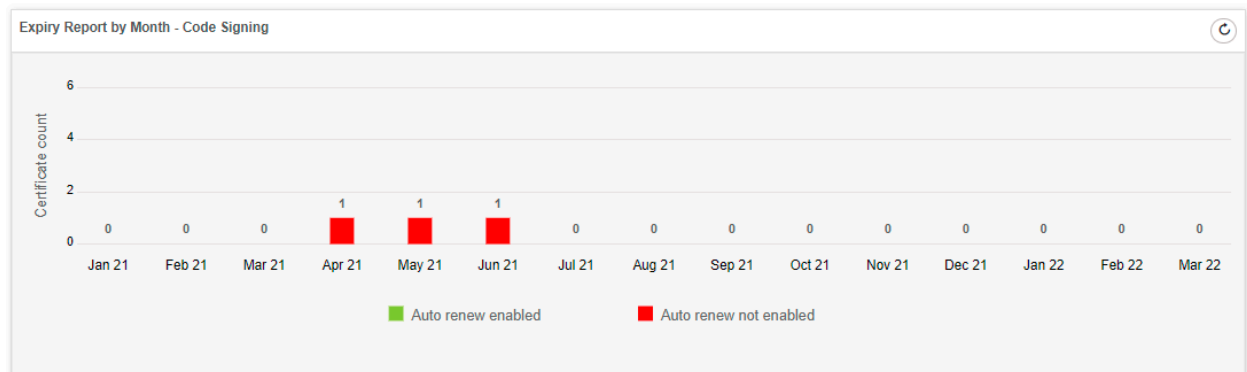 Expiry Report by Month - Code Signing
Certificate count
6
4
2
0
0 0 0 1 1 1 0 0 0 0 0 0 0 0 0
Jan 21 Feb 21 Mar 21 Apr 21 May 21 Jun 21 Jul 21 Aug 21 Sep 21 Oct 21 Nov 21 Dec 21 Jan 22 Feb 22 Mar 22
Auto renew enabled Auto renew not enabled